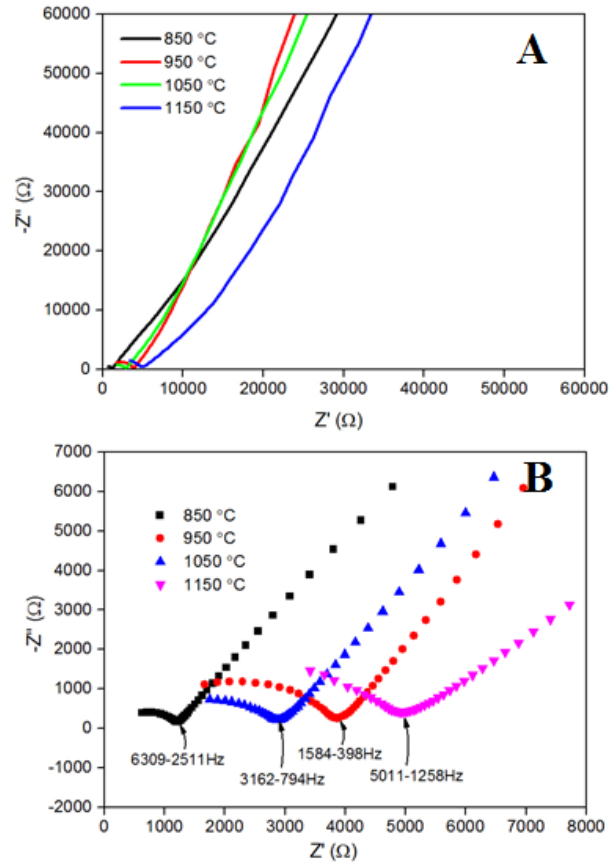 A
850 °C
950 °C
1050 °C
1150 °C
60000
50000
40000
30000
20000
10000
0
-Z'' (Ω)
0 10000 20000 30000 40000 50000 60000
Z' (Ω)
B
850 °C
950 °C
1050 °C
1150 °C
7000
6000
5000
4000
3000
2000
1000
0
-1000
-2000
-Z'' (Ω)
6309-2511Hz
3162-794Hz
1584-398Hz
5011-1258Hz
0 1000 2000 3000 4000 5000 6000 7000 8000
Z' (Ω)